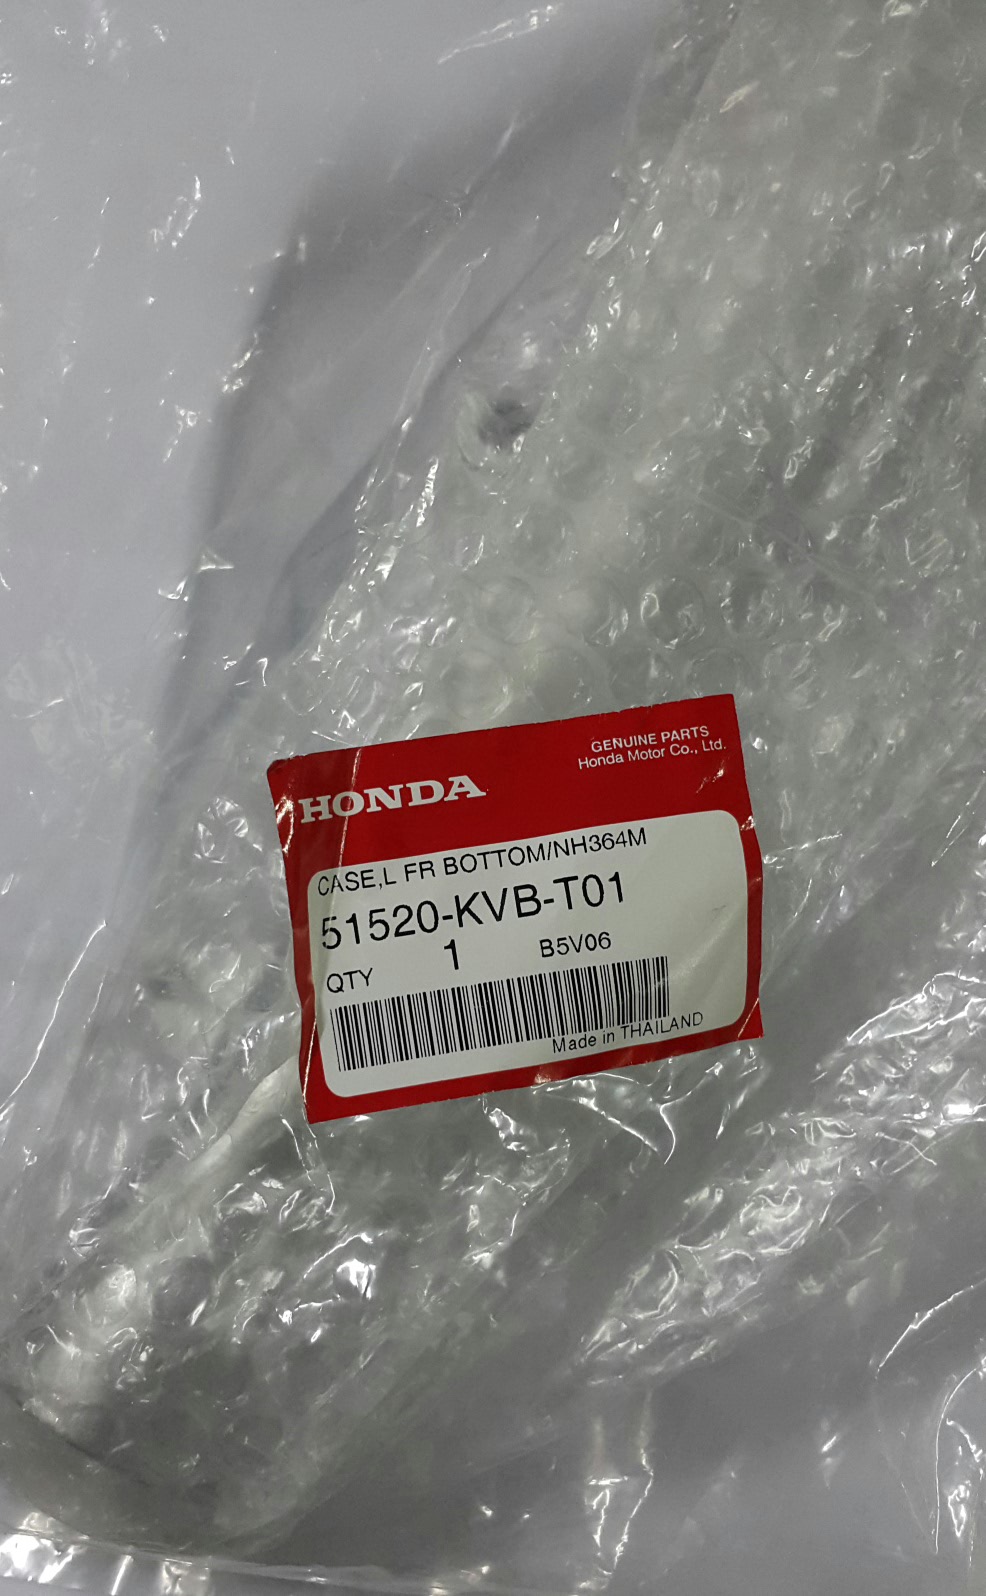 HONDA
GENUINE PARTS
Honda Motor Co., Ltd.
CASE,L FR BOTTOM/NH364M
51520-KVB-T01
QTY 1 B5V06
Made in THAILAND